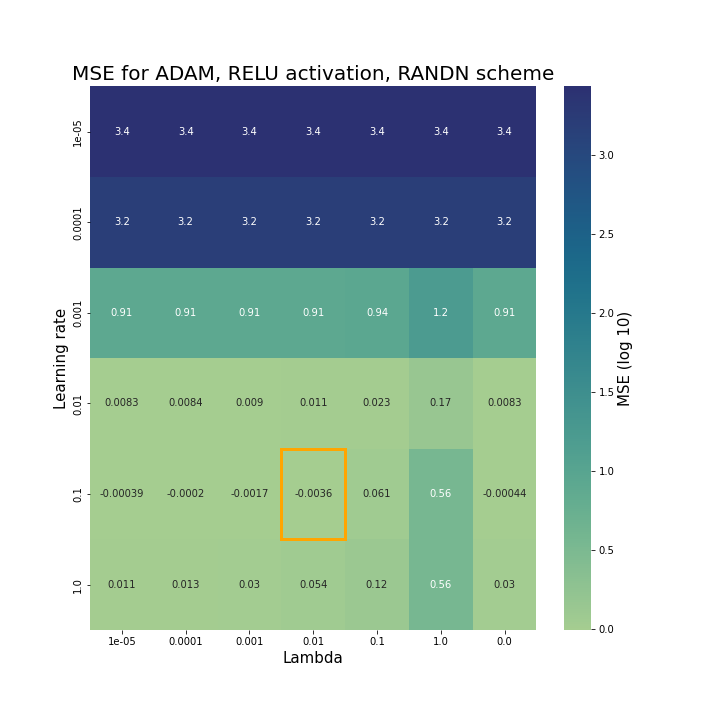 MSE for ADAM, RELU activation, RANDN scheme
1e-05 3.4 3.4 3.4 3.4 3.4 3.4 3.4
0.0001 3.2 3.2 3.2 3.2 3.2 3.2 3.2
0.001 0.91 0.91 0.91 0.91 0.94 1.2 0.91
0.01 0.0083 0.0084 0.009 0.011 0.023 0.17 0.0083
0.1 -0.00039 -0.0002 -0.0017 -0.0036 0.061 0.56 -0.00044
1.0 0.011 0.013 0.03 0.054 0.12 0.56 0.03
1e-05 0.0001 0.001 0.01 0.1 1.0 0.0
Lambda
Learning rate
3.0
2.5
2.0
1.5
1.0
0.5
0.0
MSE (log 10)